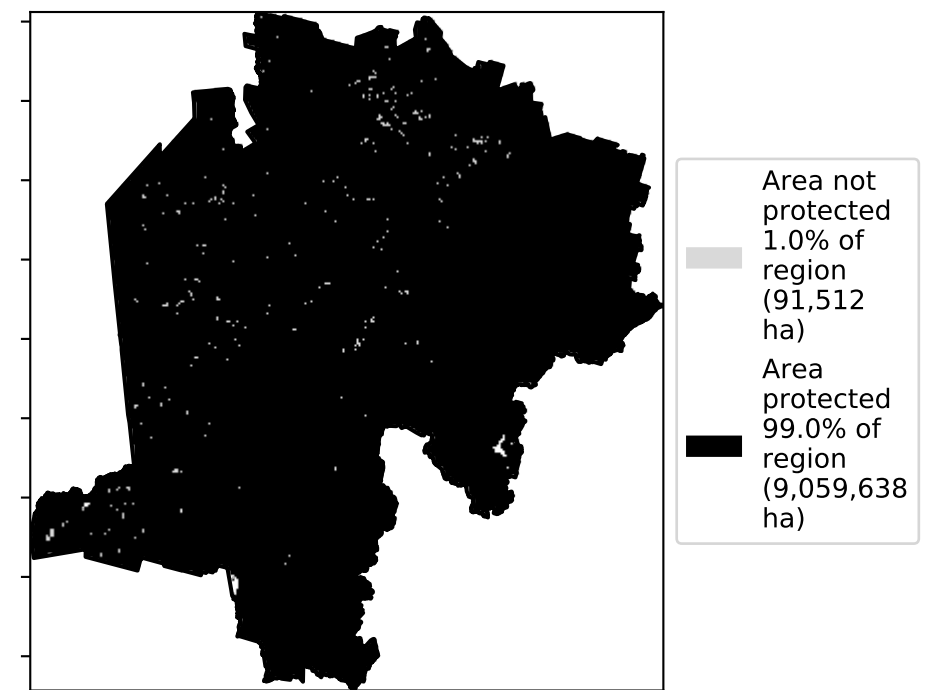 Area not
protected
1.0% of
region
(91,512
ha)
Area
protected
99.0% of
region
(9,059,638
ha)